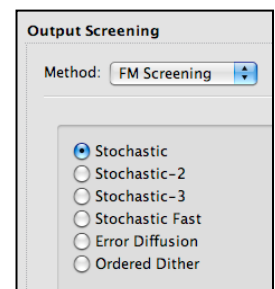 Output Screening
Method: FM Screening
Stochastic
Stochastic-2
Stochastic-3
Stochastic Fast
Error Diffusion
Ordered Dither